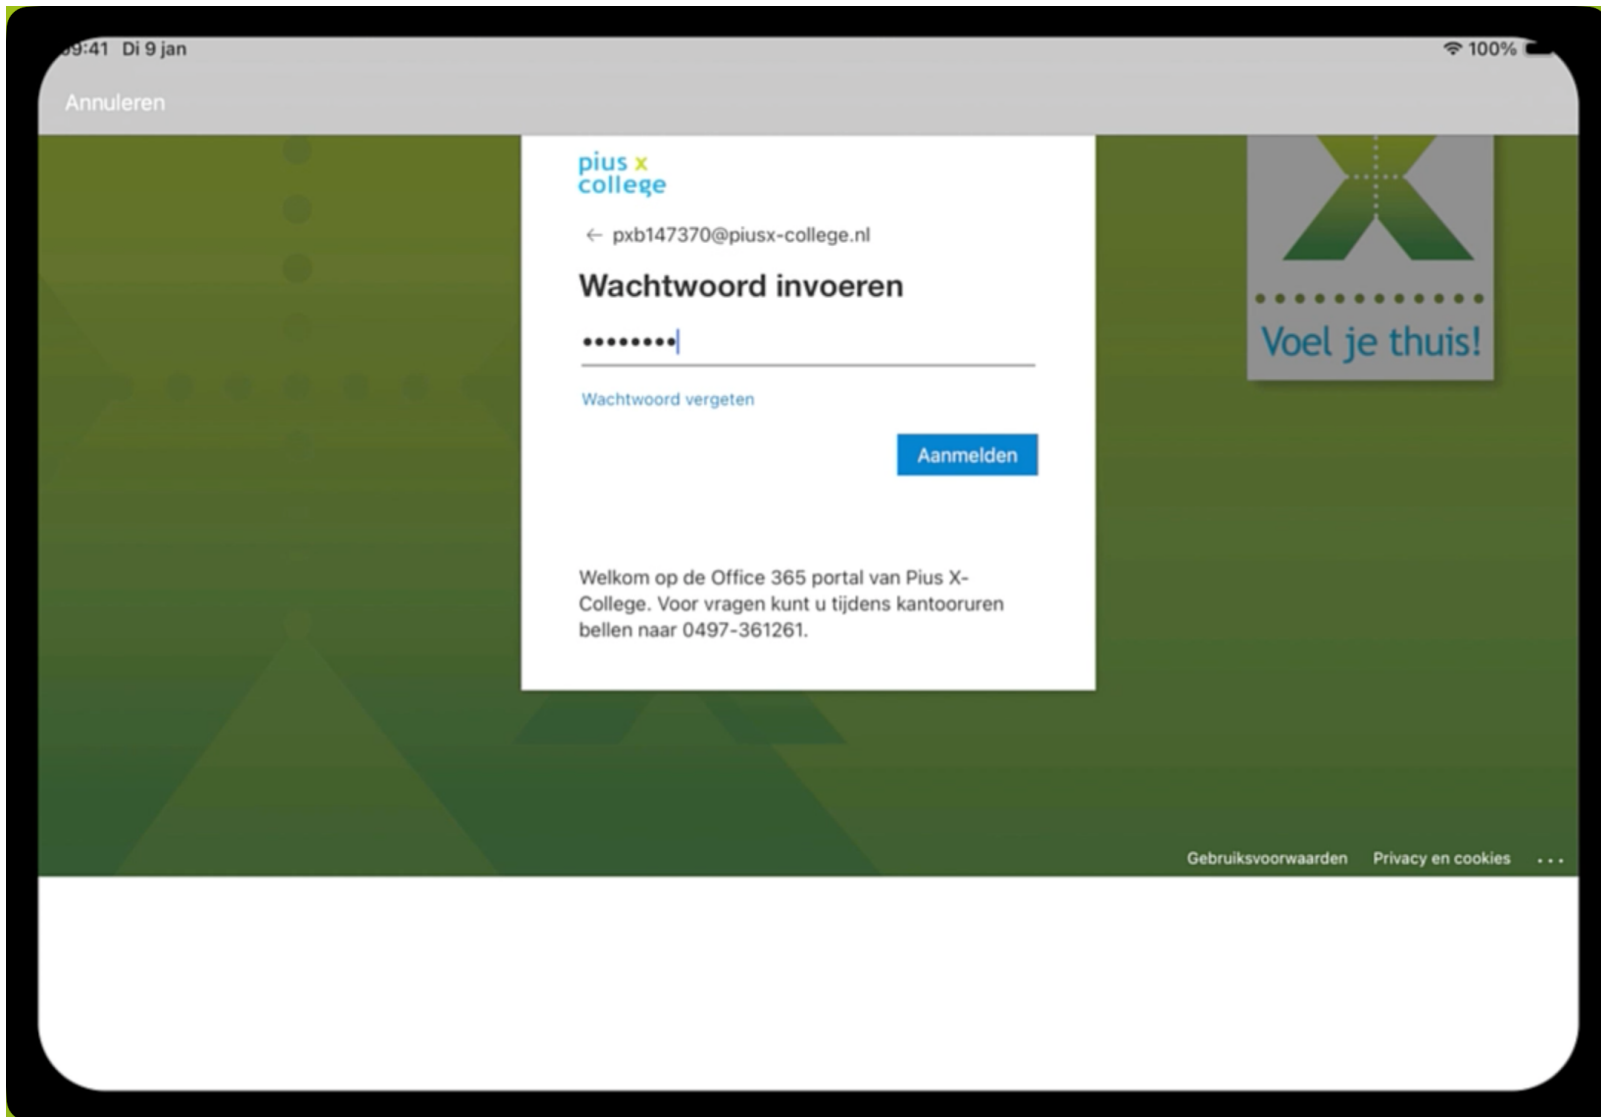 9:41 Di 9 jan
100%
Annuleren
pius x
college
← pxb147370@piusx-college.nl
Wachtwoord invoeren
••••••••
Wachtwoord vergeten
Aanmelden
Welkom op de Office 365 portal van Pius X-
College. Voor vragen kunt u tijdens kantooruren
bellen naar 0497-361261.
Voel je thuis!
Gebruiksvoorwaarden Privacy en cookies ...